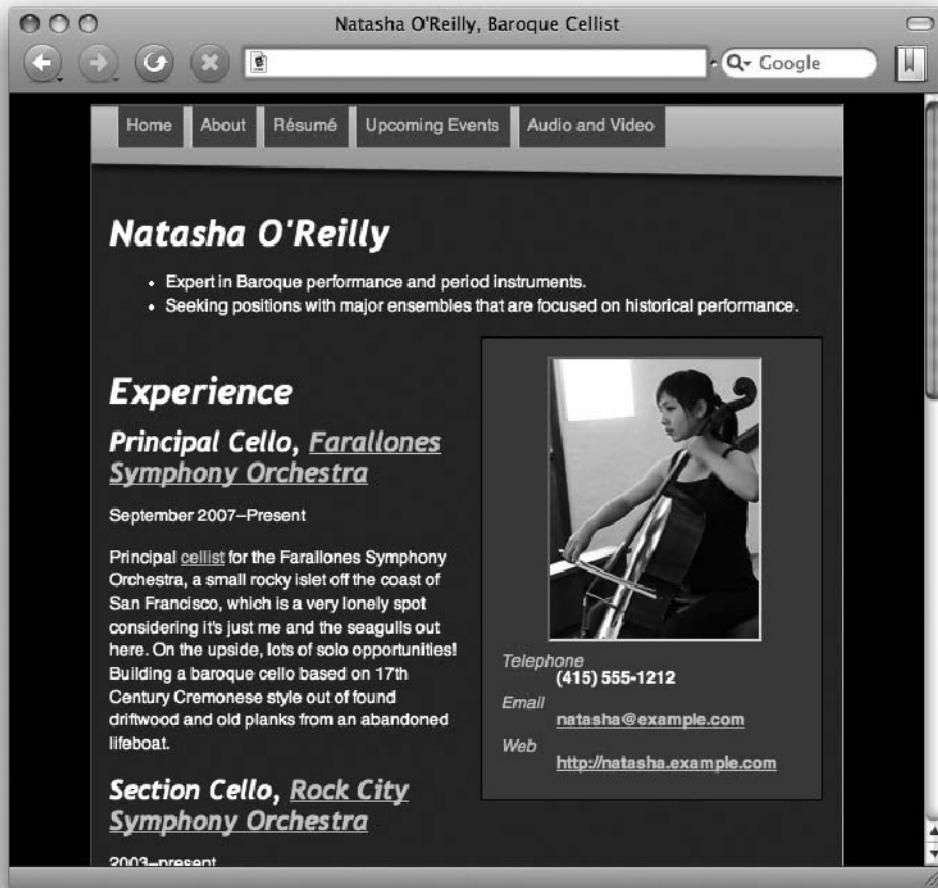 Natasha O'Reilly, Baroque Cellist
Google
Home About Résumé Upcoming Events Audio and Video
Natasha O'Reilly
• Expert in Baroque performance and period instruments.
• Seeking positions with major ensembles that are focused on historical performance.
Experience
Principal Cello, Farallones
Symphony Orchestra
September 2007–Present
Principal cellist for the Farallones Symphony
Orchestra, a small rocky islet off the coast of
San Francisco, which is a very lonely spot
considering it's just me and the seagulls out
here. On the upside, lots of solo opportunities!
Building a baroque cello based on 17th
Century Cremonese style out of found
driftwood and old planks from an abandoned
lifeboat.
Section Cello, Rock City
Symphony Orchestra
2003–present
Telephone
(415) 555-1212
Email
natasha@example.com
Web
http://natasha.example.com